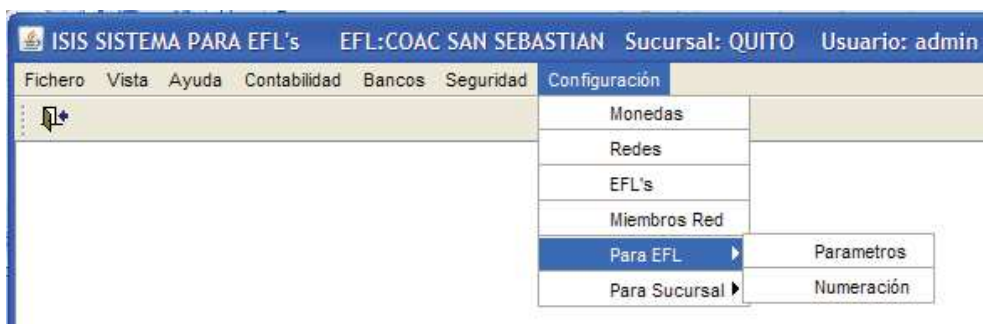 ISIS SISTEMA PARA EFL's EFL:COAC SAN SEBASTIAN Sucursal: QUITO Usuario: admin
Fichero Vista Ayuda Contabilidad Bancos Seguridad Configuración
Monedas
Redes
EFL's
Miembros Red
Para EFL
Parametros
Para Sucursal
Numeración